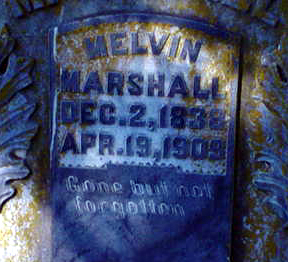 MELVIN
MARSHALL
DEC. 2, 1838
APR. 19, 1909
Gone but not
forgotten